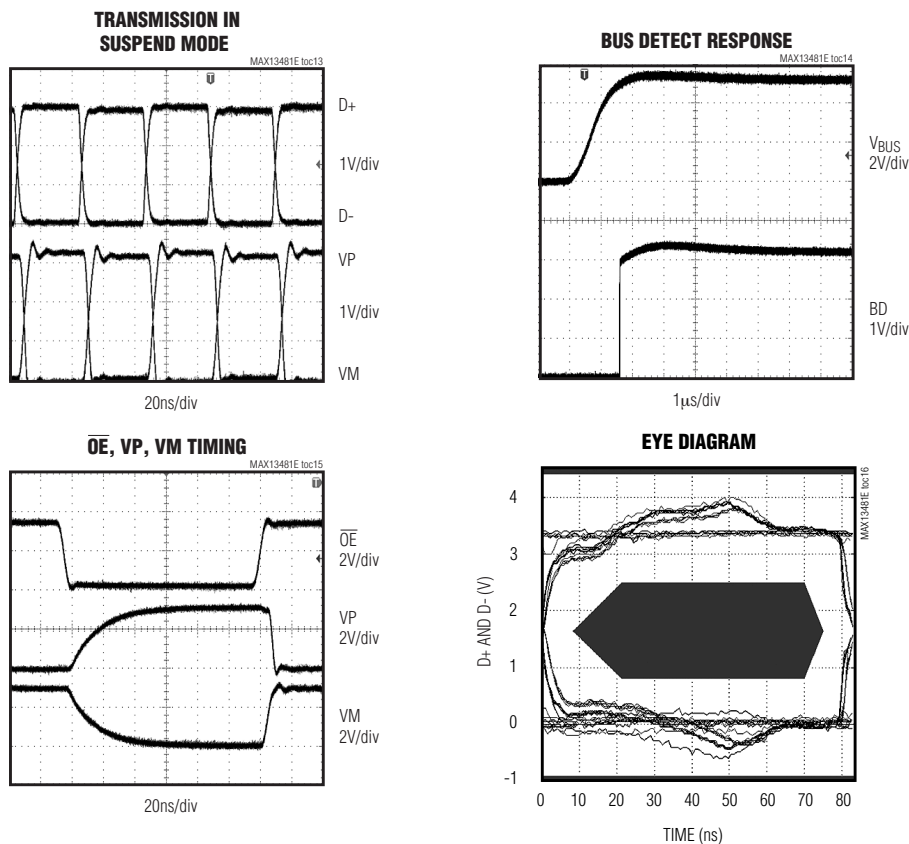 TRANSMISSION IN
SUSPEND MODE
MAX13481E toc13
T
D+
1V/div
D-
VP
1V/div
VM
20ns/div
BUS DETECT RESPONSE
MAX13481E toc14
T
VBUS
2V/div
BD
1V/div
1μs/div
O̅E̅, VP, VM TIMING
MAX13481E toc15
T
O̅E̅
2V/div
VP
2V/div
VM
2V/div
20ns/div
EYE DIAGRAM
MAX13481E toc16
D+ AND D- (V)
4
3
2
1
0
-1
0 10 20 30 40 50 60 70 80
TIME (ns)